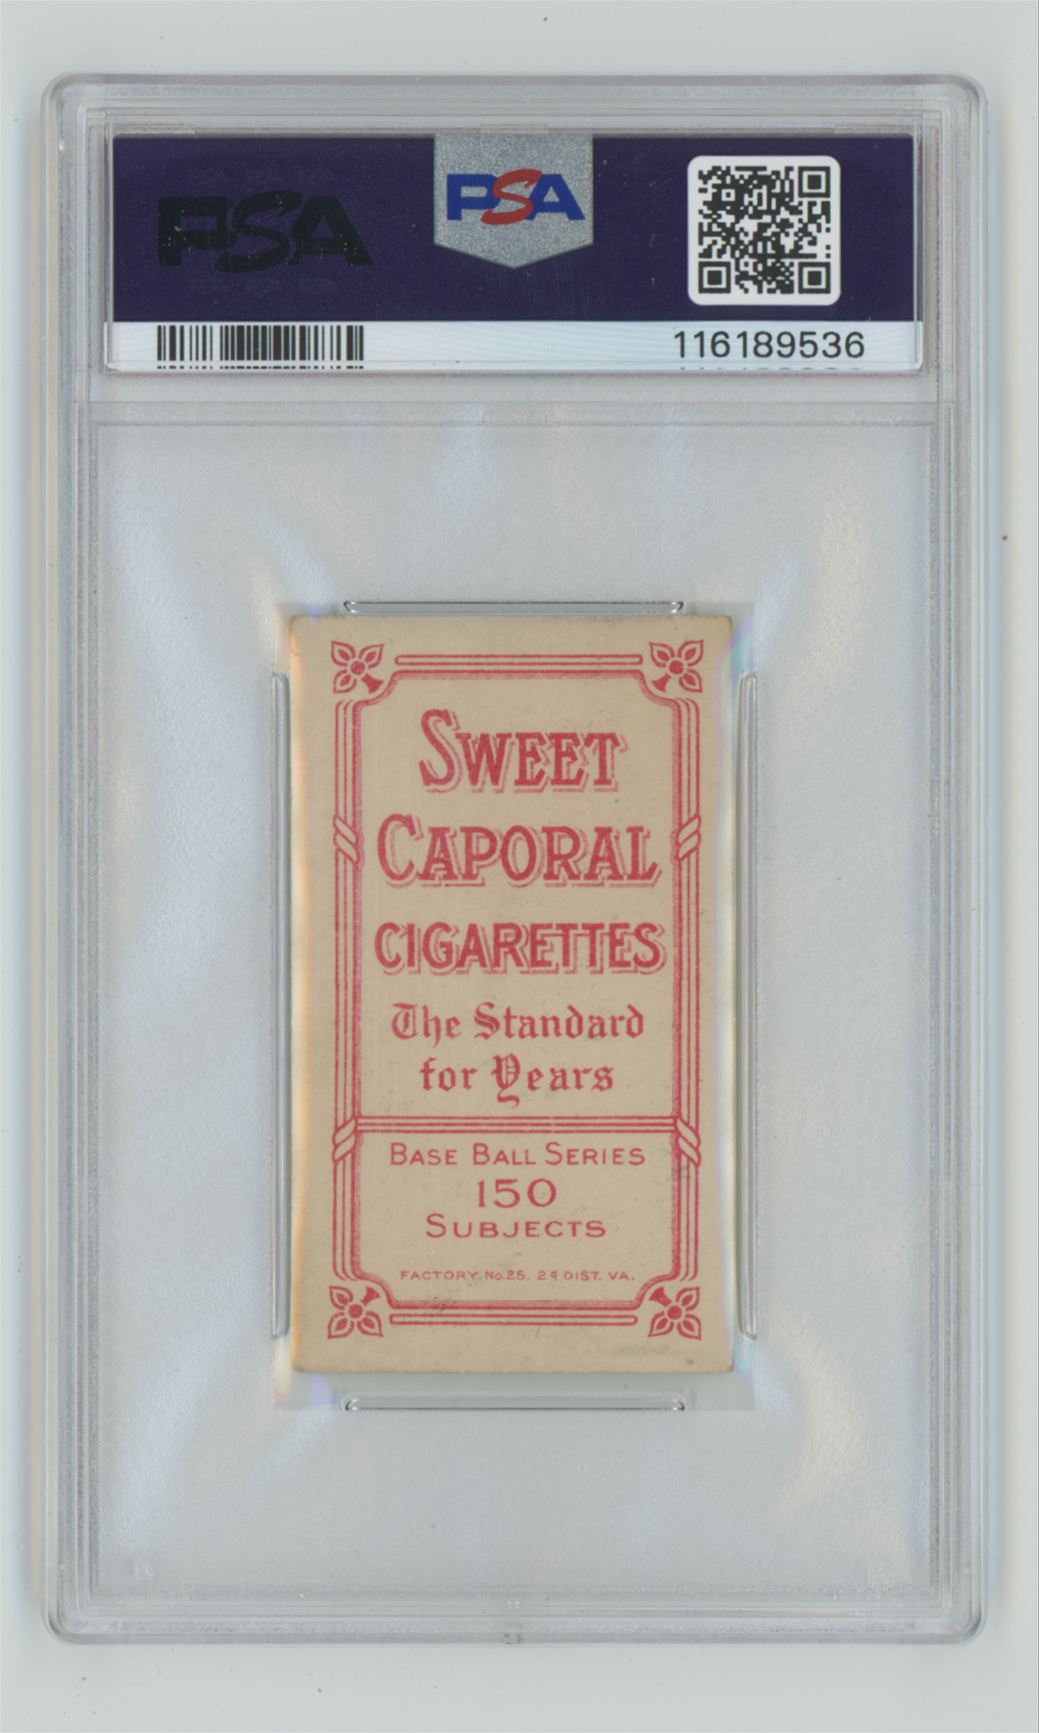 PSA
PSA
116189536
SWEET
CAPORAL
CIGARETTES
The Standard
for Years
BASE BALL SERIES
150
SUBJECTS
FACTORY No. 25, 2d DIST. VA.